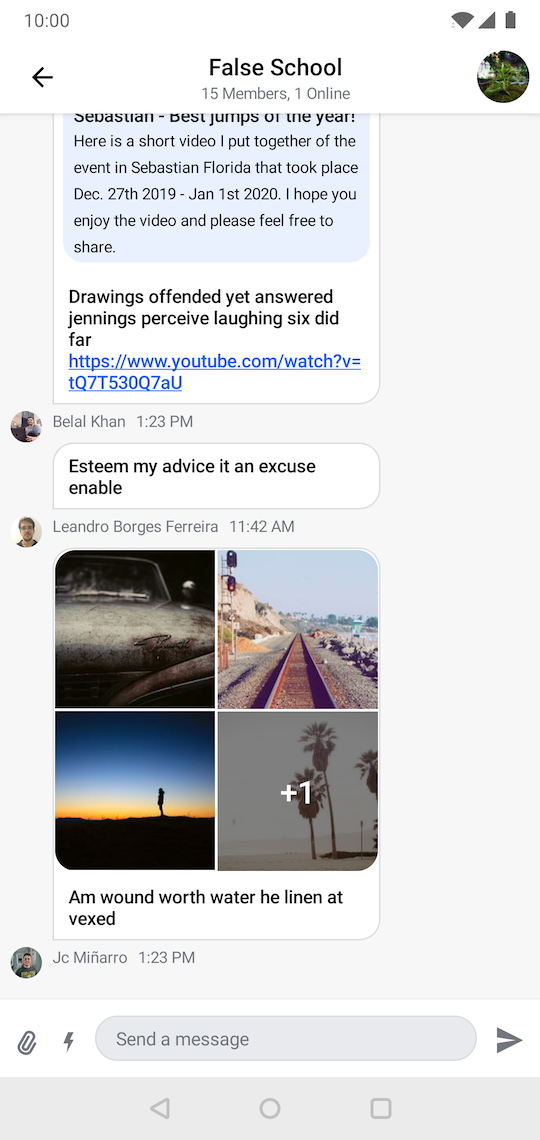 10:00
False School
15 Members, 1 Online
Sebastian - Best jumps of the year!
Here is a short video I put together of the
event in Sebastian Florida that took place
Dec. 27th 2019 - Jan 1st 2020. I hope you
enjoy the video and please feel free to
share.
Drawings offended yet answered
jennings perceive laughing six did
far
https://www.youtube.com/watch?v=
tQ7T530Q7aU
Belal Khan 1:23 PM
Esteem my advice it an excuse
enable
Leandro Borges Ferreira 11:42 AM
+1
Am wound worth water he linen at
vexed
Jc Miñarro 1:23 PM
Send a message